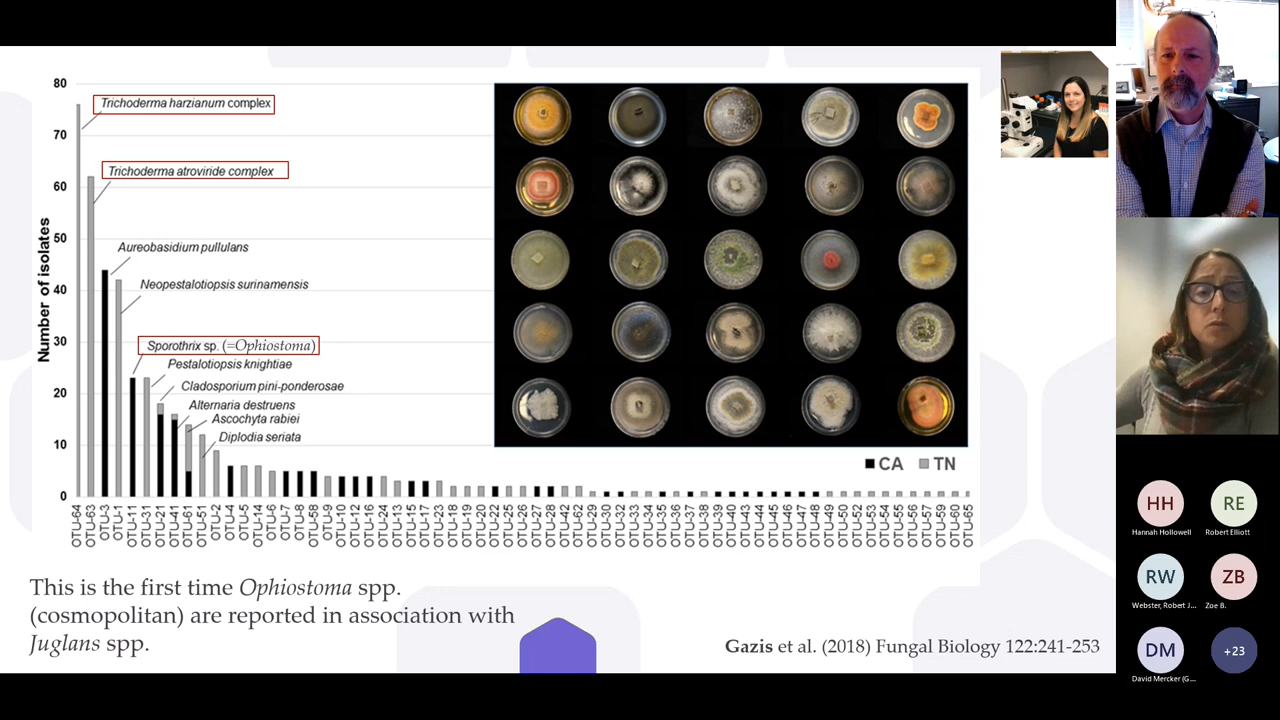 80
70
60
50
40
30
20
10
0
Number of isolates
Trichoderma harzianum complex
Trichoderma atroviride complex
Aureobasidium pullulans
Neopestalotiopsis surinamensis
Sporothrix sp. (=Ophiostoma)
Pestalotiopsis knightiae
Cladosporium pini-ponderosae
Alternaria destruens
Ascochyta rabiei
Diplodia seriata
CA TN
OTU-64
OTU-63
OTU-3
OTU-1
OTU-11
OTU-31
OTU-21
OTU-41
OTU-61
OTU-51
OTU-2
OTU-4
OTU-5
OTU-14
OTU-6
OTU-7
OTU-8
OTU-58
OTU-9
OTU-10
OTU-12
OTU-16
OTU-24
OTU-13
OTU-15
OTU-17
OTU-23
OTU-18
OTU-19
OTU-20
OTU-22
OTU-25
OTU-26
OTU-27
OTU-28
OTU-42
OTU-62
OTU-29
OTU-30
OTU-32
OTU-33
OTU-34
OTU-35
OTU-36
OTU-37
OTU-38
OTU-39
OTU-40
OTU-43
OTU-44
OTU-45
OTU-46
OTU-47
OTU-48
OTU-49
OTU-50
OTU-52
OTU-53
OTU-54
OTU-55
OTU-56
OTU-57
OTU-59
OTU-60
OTU-65
This is the first time Ophiostoma spp.
(cosmopolitan) are reported in association with
Juglans spp.
Gazis et al. (2018) Fungal Biology 122:241-253
HH RE
Hannah Hollowell Robert Elliott
RW ZB
Webster, Robert J... Zoe B.
DM +23
David Mercker (G...